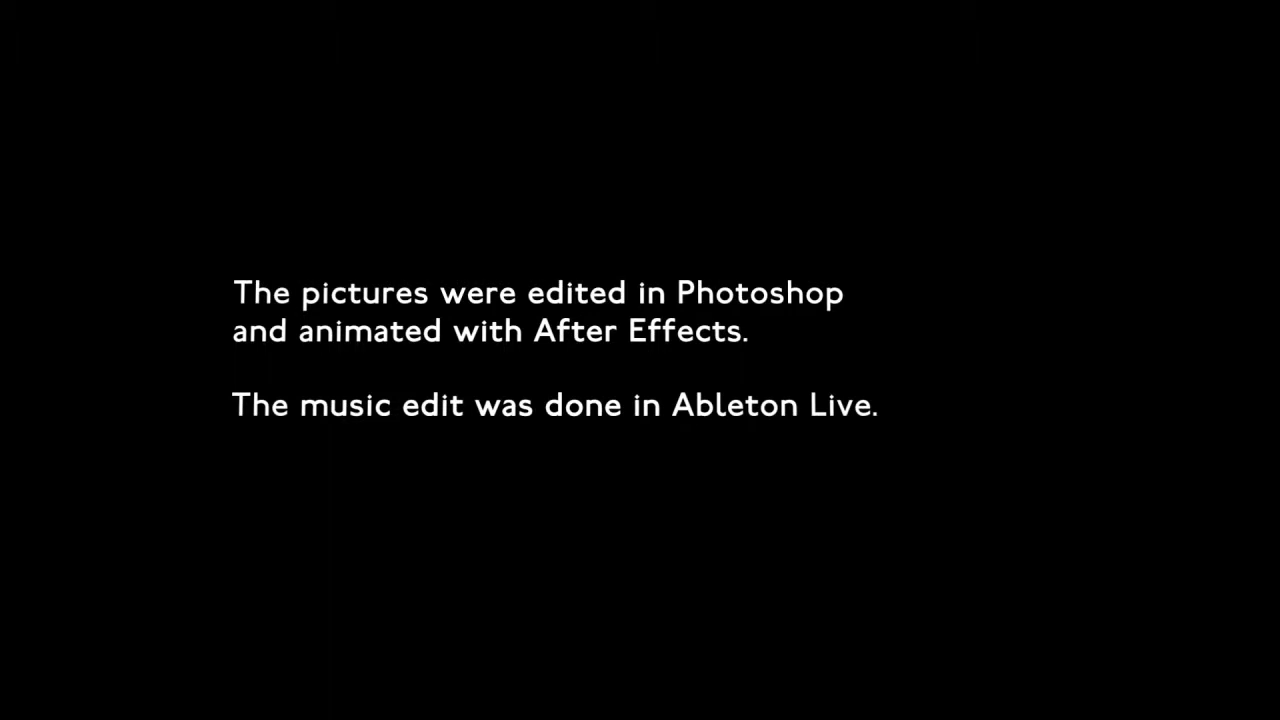 The pictures were edited in Photoshop
and animated with After Effects.
The music edit was done in Ableton Live.